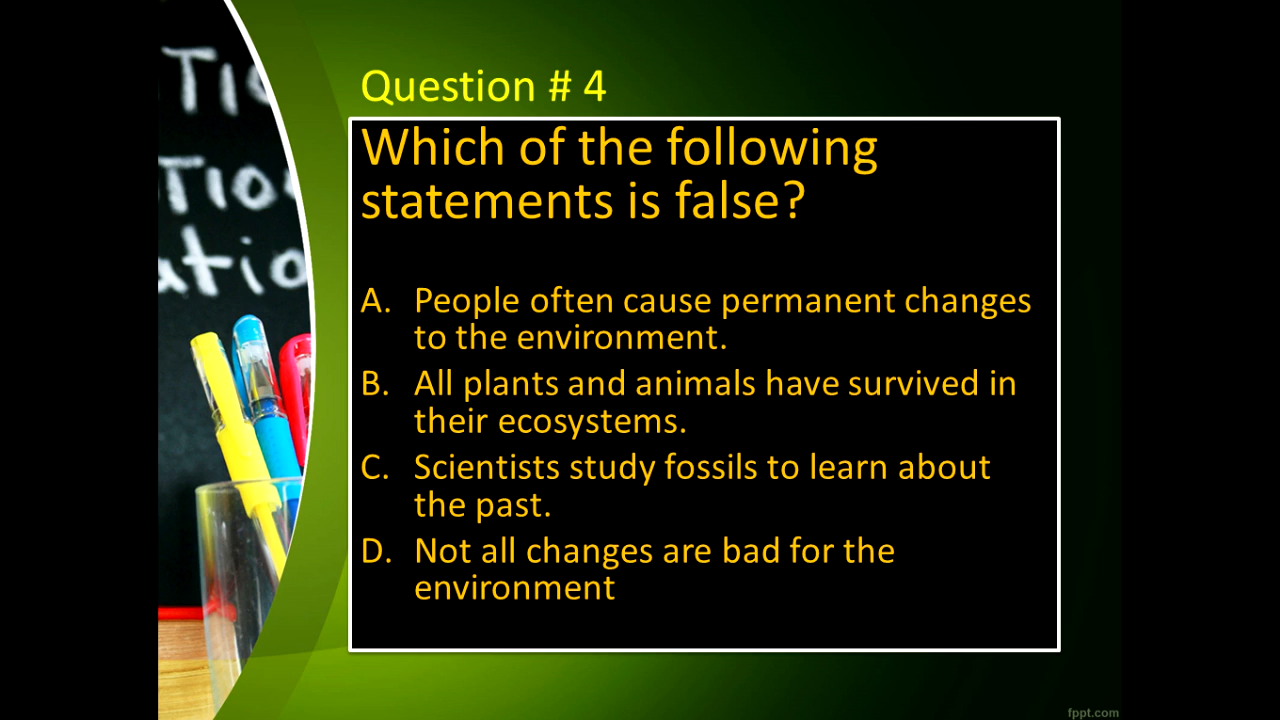 Question # 4
Which of the following
statements is false?
A. People often cause permanent changes
to the environment.
B. All plants and animals have survived in
their ecosystems.
C. Scientists study fossils to learn about
the past.
D. Not all changes are bad for the
environment
fppt.com